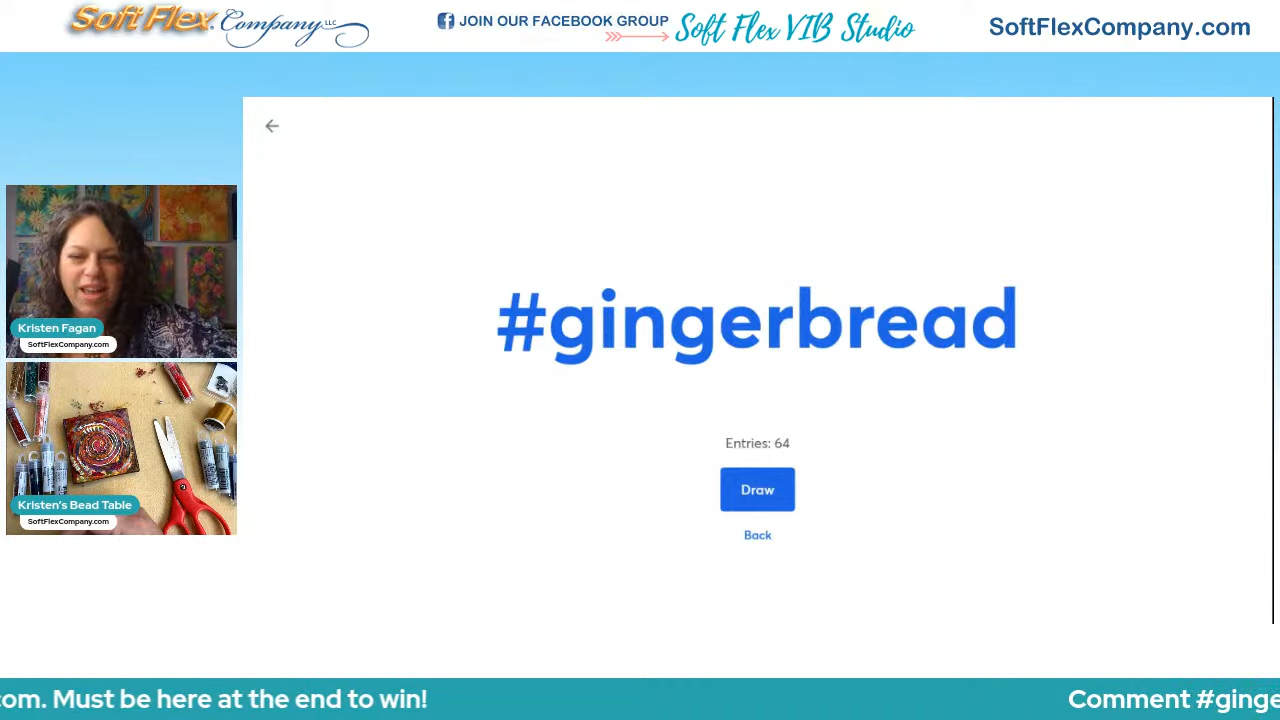 Soft Flex Company LLC
JOIN OUR FACEBOOK GROUP
Soft Flex VIB Studio
SoftFlexCompany.com
#gingerbread
Entries: 64
Draw
Back
Kristen Fagan
SoftFlexCompany.com
Kristen's Bead Table
SoftFlexCompany.com
com. Must be here at the end to win!
Comment #ginge